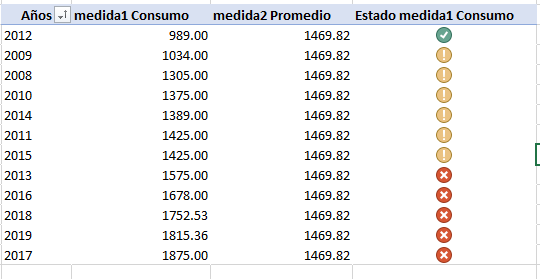 Años medida1 Consumo medida2 Promedio Estado medida1 Consumo
2012 989.00 1469.82
2009 1034.00 1469.82
2008 1305.00 1469.82
2010 1375.00 1469.82
2014 1389.00 1469.82
2011 1425.00 1469.82
2015 1425.00 1469.82
2013 1575.00 1469.82
2016 1678.00 1469.82
2018 1752.53 1469.82
2019 1815.36 1469.82
2017 1875.00 1469.82